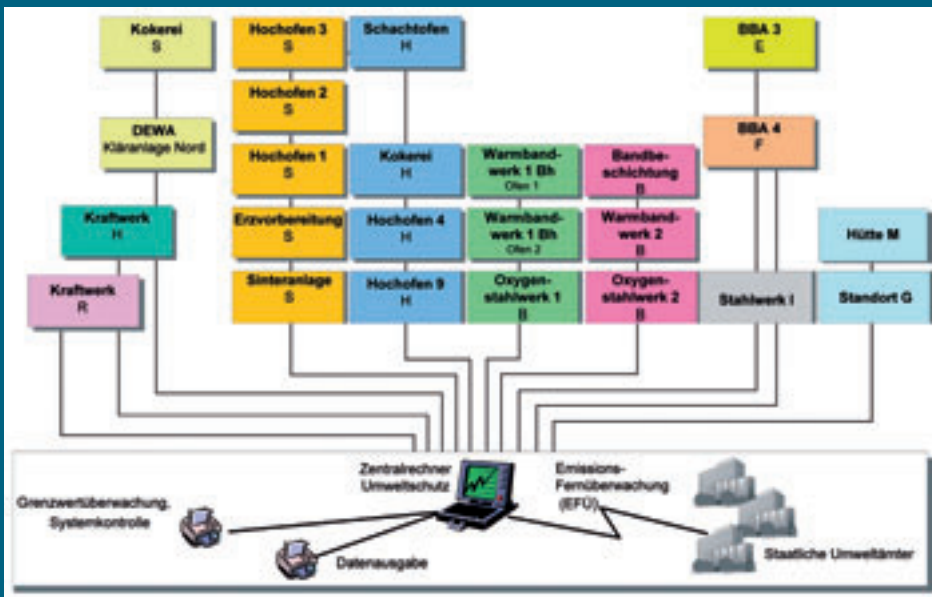 Kokerei
S
DEWA
Kläranlage Nord
Kraftwerk
H
Kraftwerk
R
Hochofen 3
S
Hochofen 2
S
Hochofen 1
S
Erzvorbereitung
S
Sinteranlage
S
Schachtofen
H
Kokerei
H
Hochofen 4
H
Hochofen 9
H
Warmband-
werk 1 Bh
Ofen 1
Warmband-
werk 1 Bh
Ofen 2
Oxygen-
stahlwerk 1
B
Bandbe-
schichtung
B
Warmband-
werk 2
B
Oxygen-
stahlwerk 2
B
BBA 3
E
BBA 4
F
Stahlwerk I
Hütte M
Standort G
Zentralrechner
Umweltschutz
Emissions-
Fernüberwachung
(EFÜ)
Grenzwertüberwachung,
Systemkontrolle
Datenausgabe
Staatliche Umweltämter